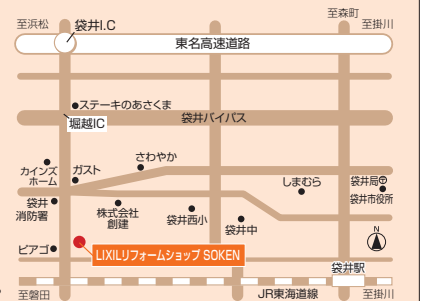 至森町
至浜松
袋井I.C
至掛川
東名高速道路
ステーキのあさくま
袋井バイパス
堀越IC
さわやか
カインズ
ホーム
ガスト
しまむら
袋井局
袋井市役所
袋井
消防署
株式会社
創建
袋井西小
袋井中
ピアゴ
LIXILリフォームショップ SOKEN
N
袋井駅
至磐田
JR東海道線
至掛川